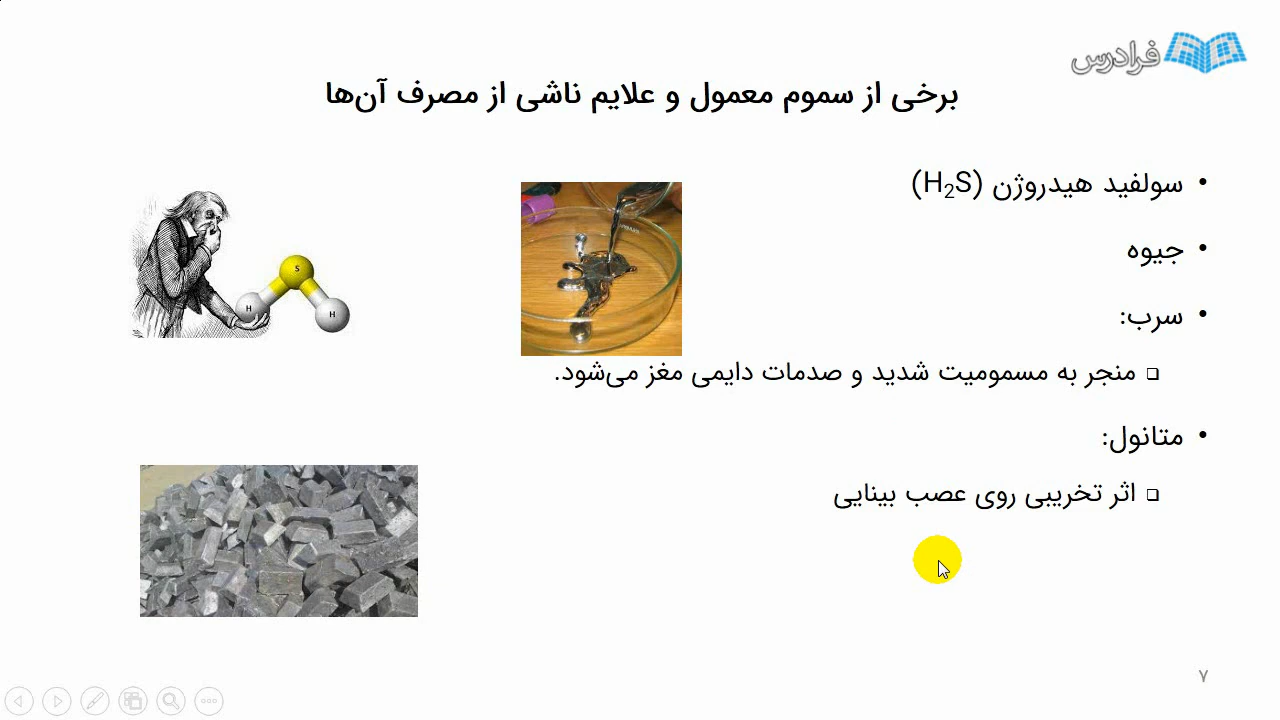 فرادرس
برخی از سموم معمول و علایم ناشی از مصرف آن‌ها
• سولفید هیدروژن (H₂S)
• جیوه
• سرب:
❑ منجر به مسمومیت شدید و صدمات دایمی مغز می‌شود.
• متانول:
❑ اثر تخریبی روی عصب بینایی
S
H
H
۷